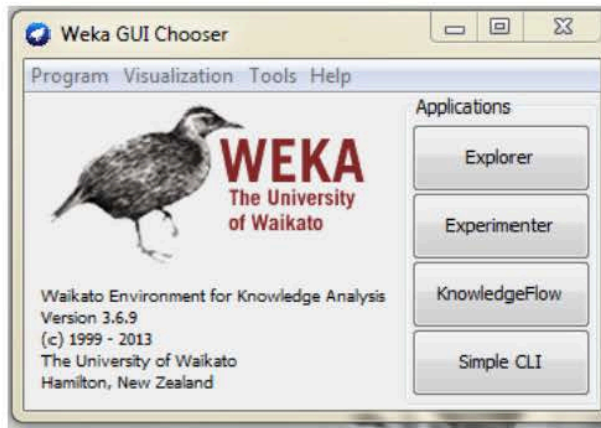 Weka GUI Chooser
Program Visualization Tools Help
WEKA
The University
of Waikato
Waikato Environment for Knowledge Analysis
Version 3.6.9
(c) 1999 - 2013
The University of Waikato
Hamilton, New Zealand
Applications
Explorer
Experimenter
KnowledgeFlow
Simple CLI